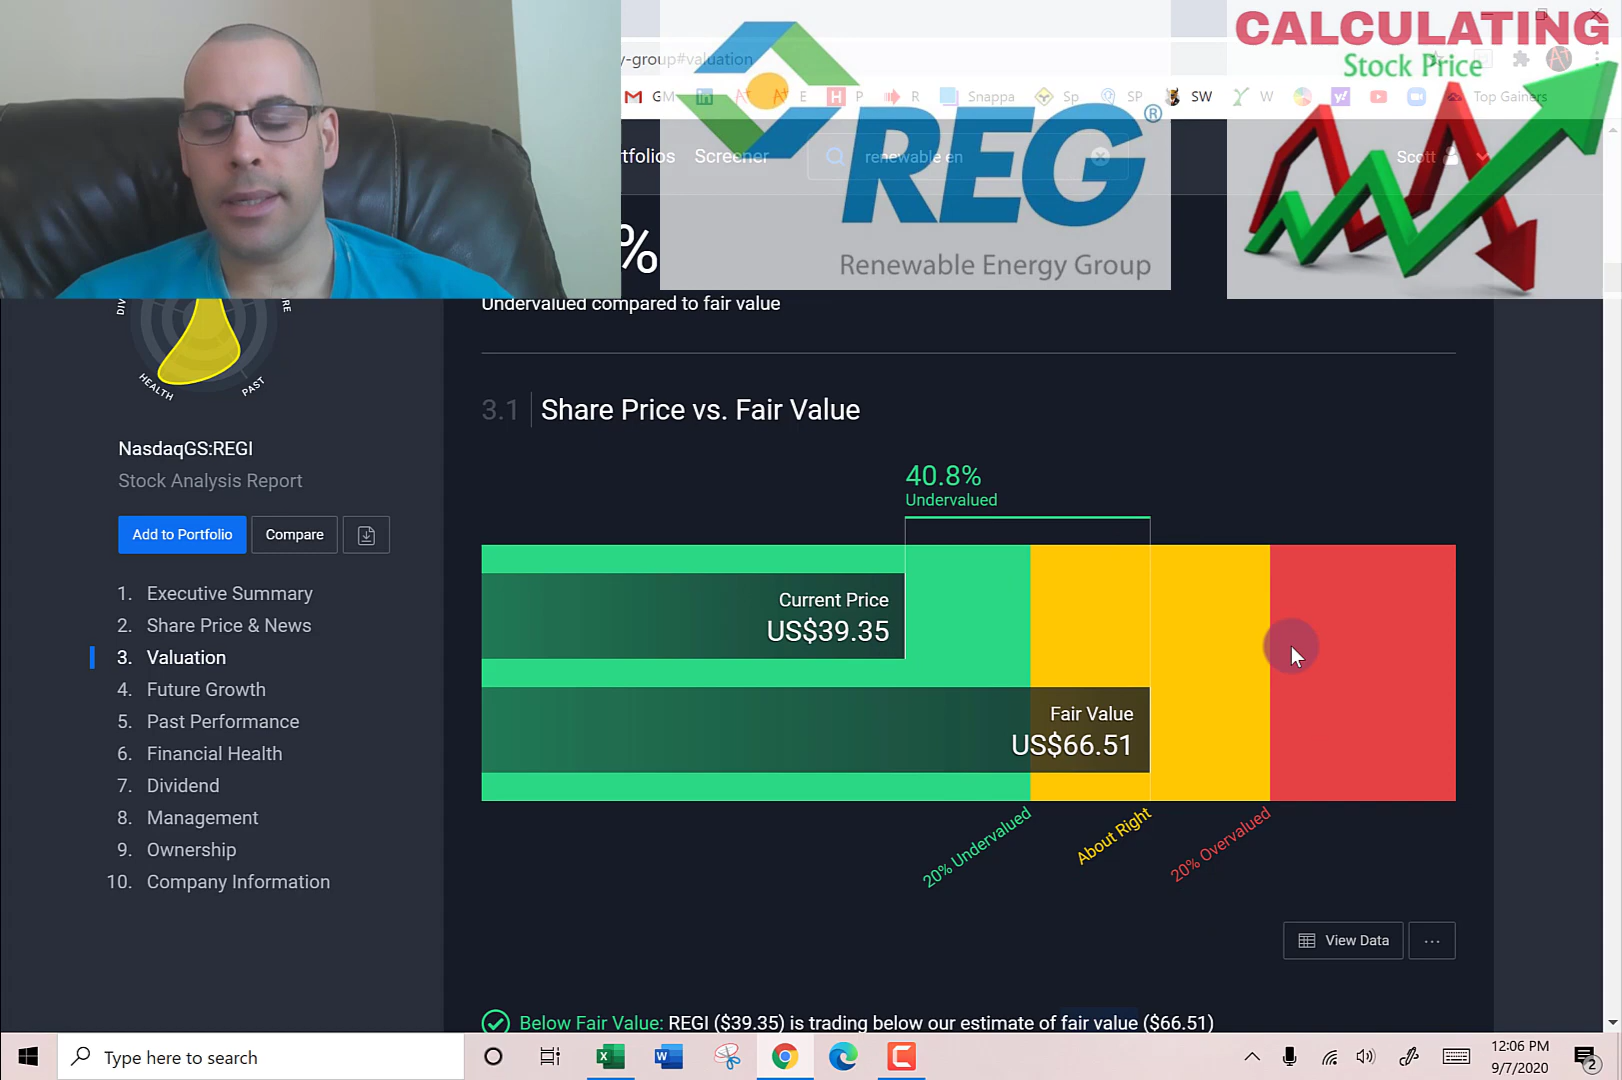 CALCULATING
Stock Price
y-group#valuation
GM
E
P
R
Snappa
Sp
SP
SW
W
Top Gainers
REG®
Renewable Energy Group
tfolios
Screener
renewable en
Scott
%
Undervalued compared to fair value
HEALTH
PAST
3.1 Share Price vs. Fair Value
NasdaqGS:REGI
Stock Analysis Report
Add to Portfolio
Compare
1. Executive Summary
2. Share Price & News
3. Valuation
4. Future Growth
5. Past Performance
6. Financial Health
7. Dividend
8. Management
9. Ownership
10. Company Information
40.8%
Undervalued
Current Price
US$39.35
Fair Value
US$66.51
20% Undervalued
About Right
20% Overvalued
View Data
...
Below Fair Value: REGI ($39.35) is trading below our estimate of fair value ($66.51)
Type here to search
12:06 PM
9/7/2020
2